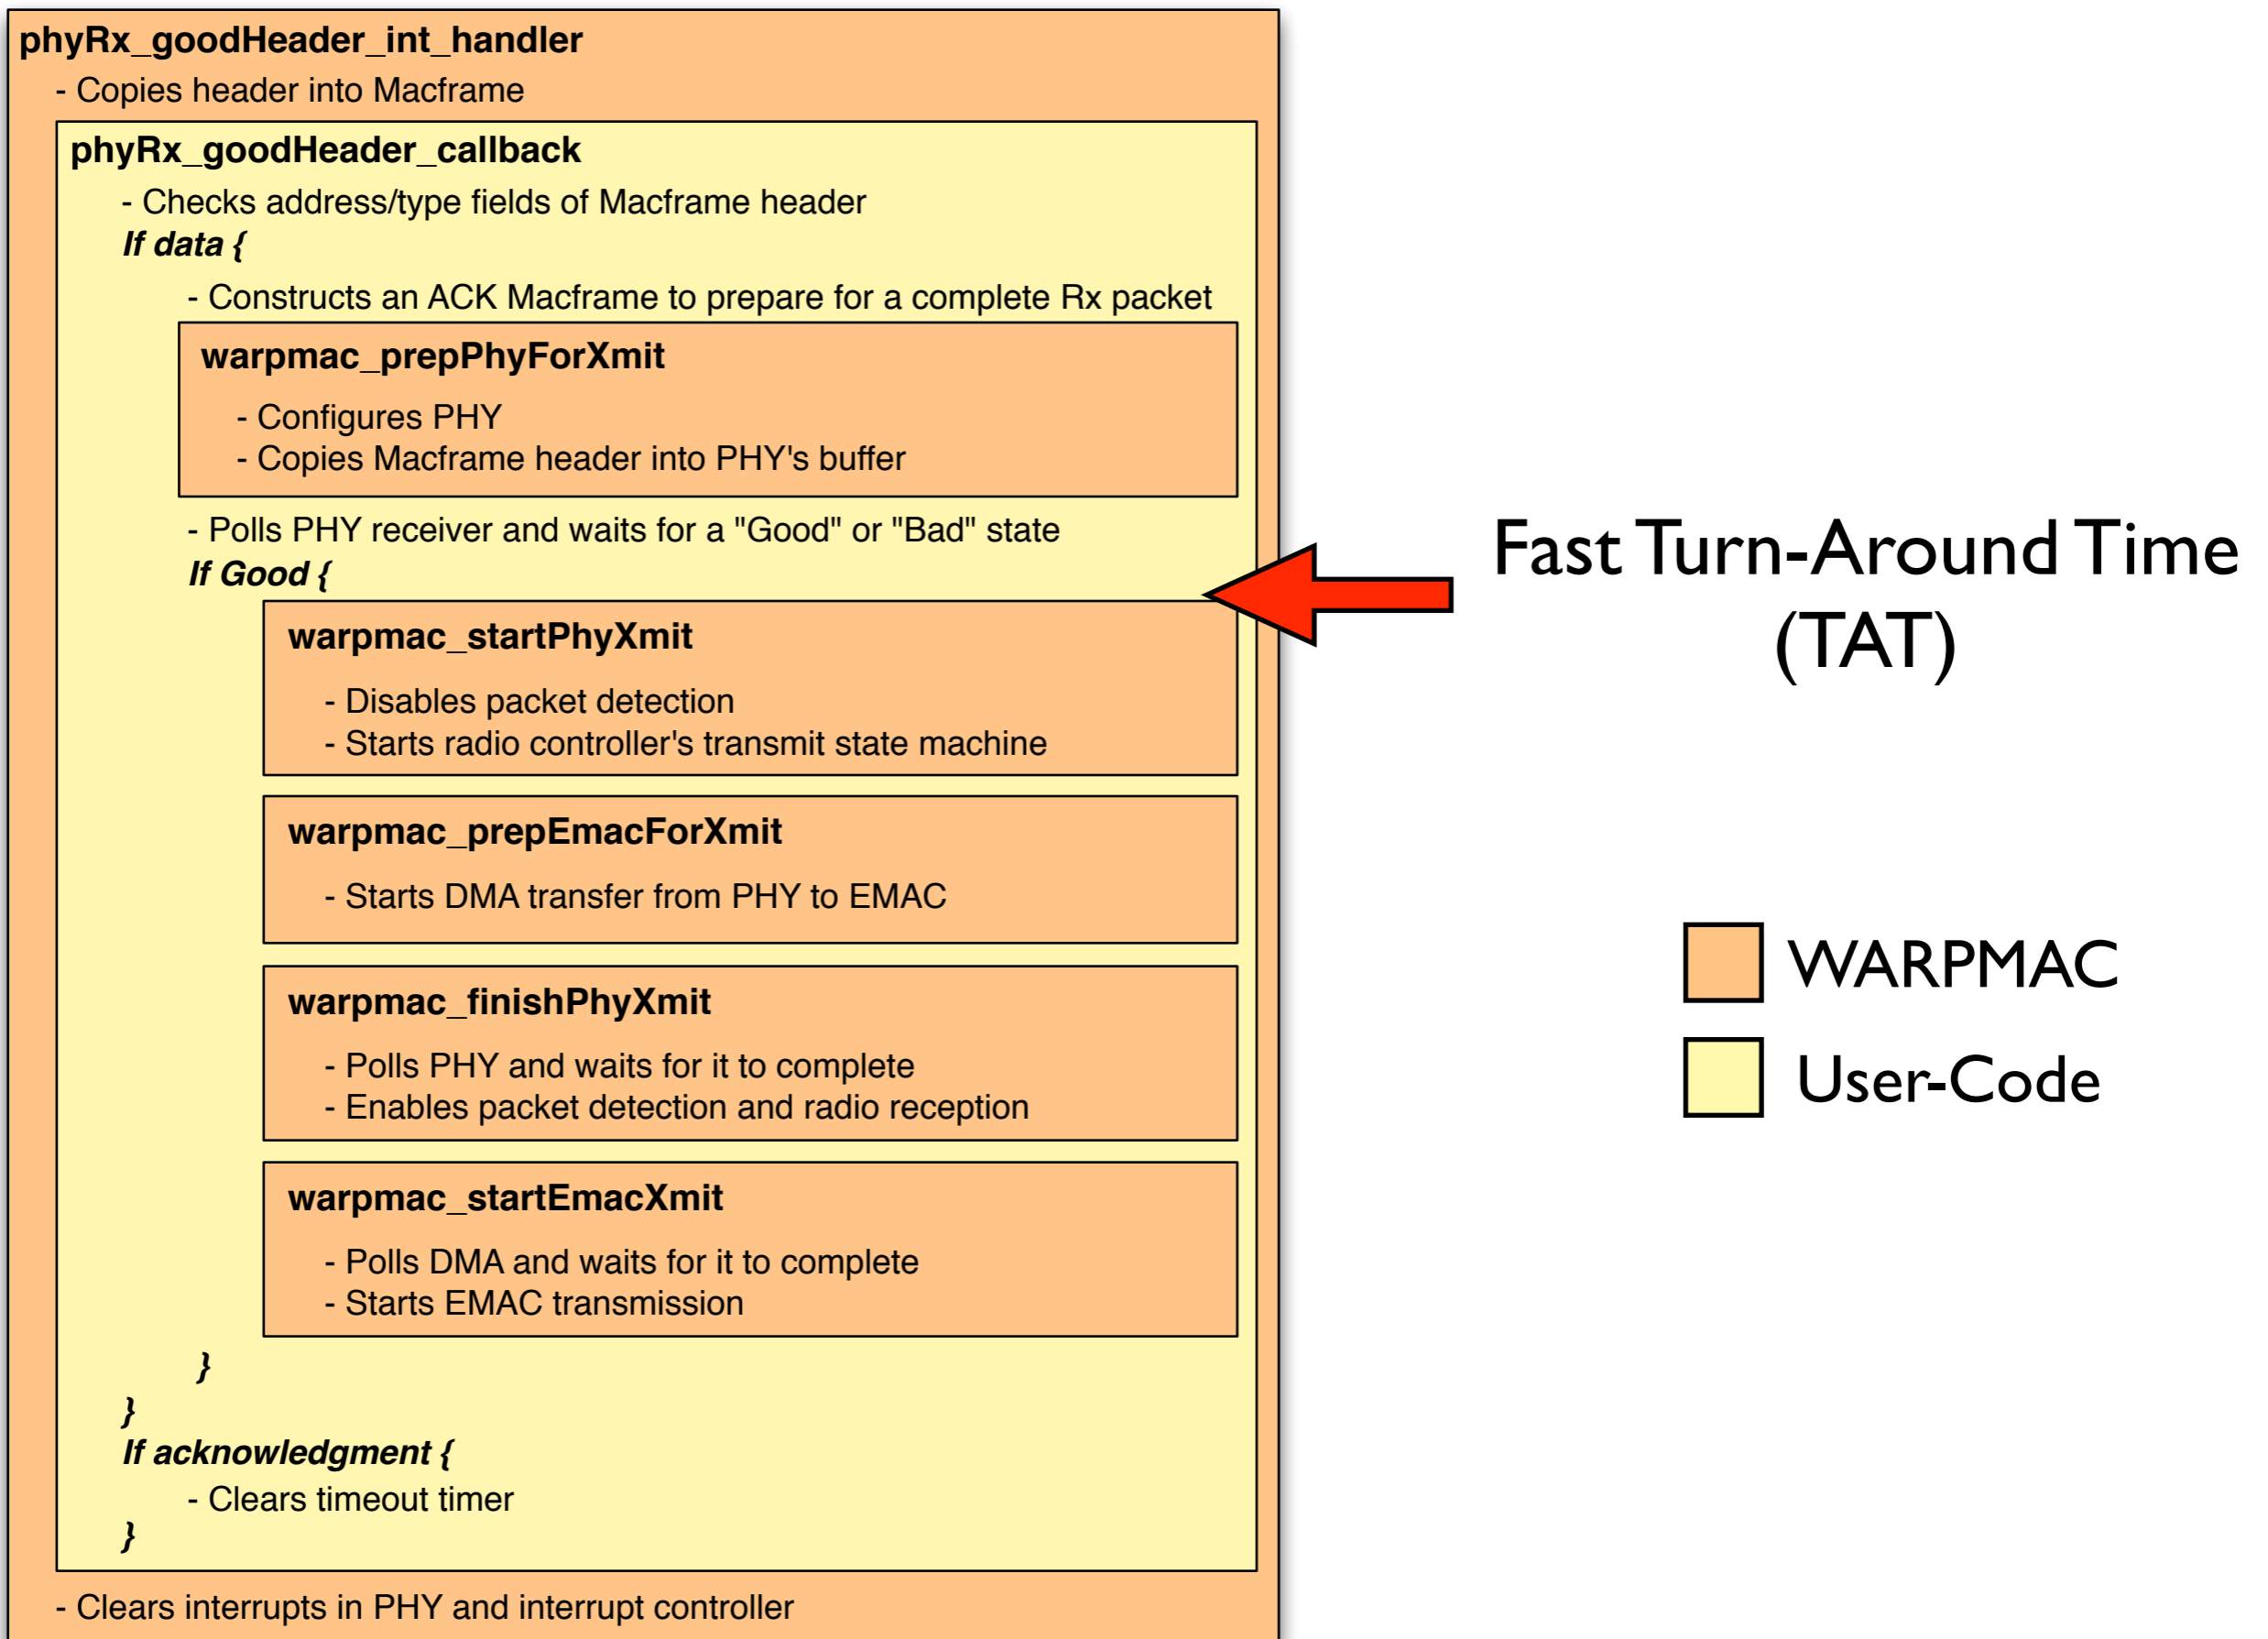 phyRx_goodHeader_int_handler
- Copies header into Macframe
phyRx_goodHeader_callback
- Checks address/type fields of Macframe header
If data {
- Constructs an ACK Macframe to prepare for a complete Rx packet
warpmac_prepPhyForXmit
- Configures PHY
- Copies Macframe header into PHY's buffer
- Polls PHY receiver and waits for a "Good" or "Bad" state
If Good {
warpmac_startPhyXmit
- Disables packet detection
- Starts radio controller's transmit state machine
warpmac_prepEmacForXmit
- Starts DMA transfer from PHY to EMAC
warpmac_finishPhyXmit
- Polls PHY and waits for it to complete
- Enables packet detection and radio reception
warpmac_startEmacXmit
- Polls DMA and waits for it to complete
- Starts EMAC transmission
}
}
If acknowledgment {
- Clears timeout timer
}
- Clears interrupts in PHY and interrupt controller
Fast Turn-Around Time
(TAT)
WARPMAC
User-Code